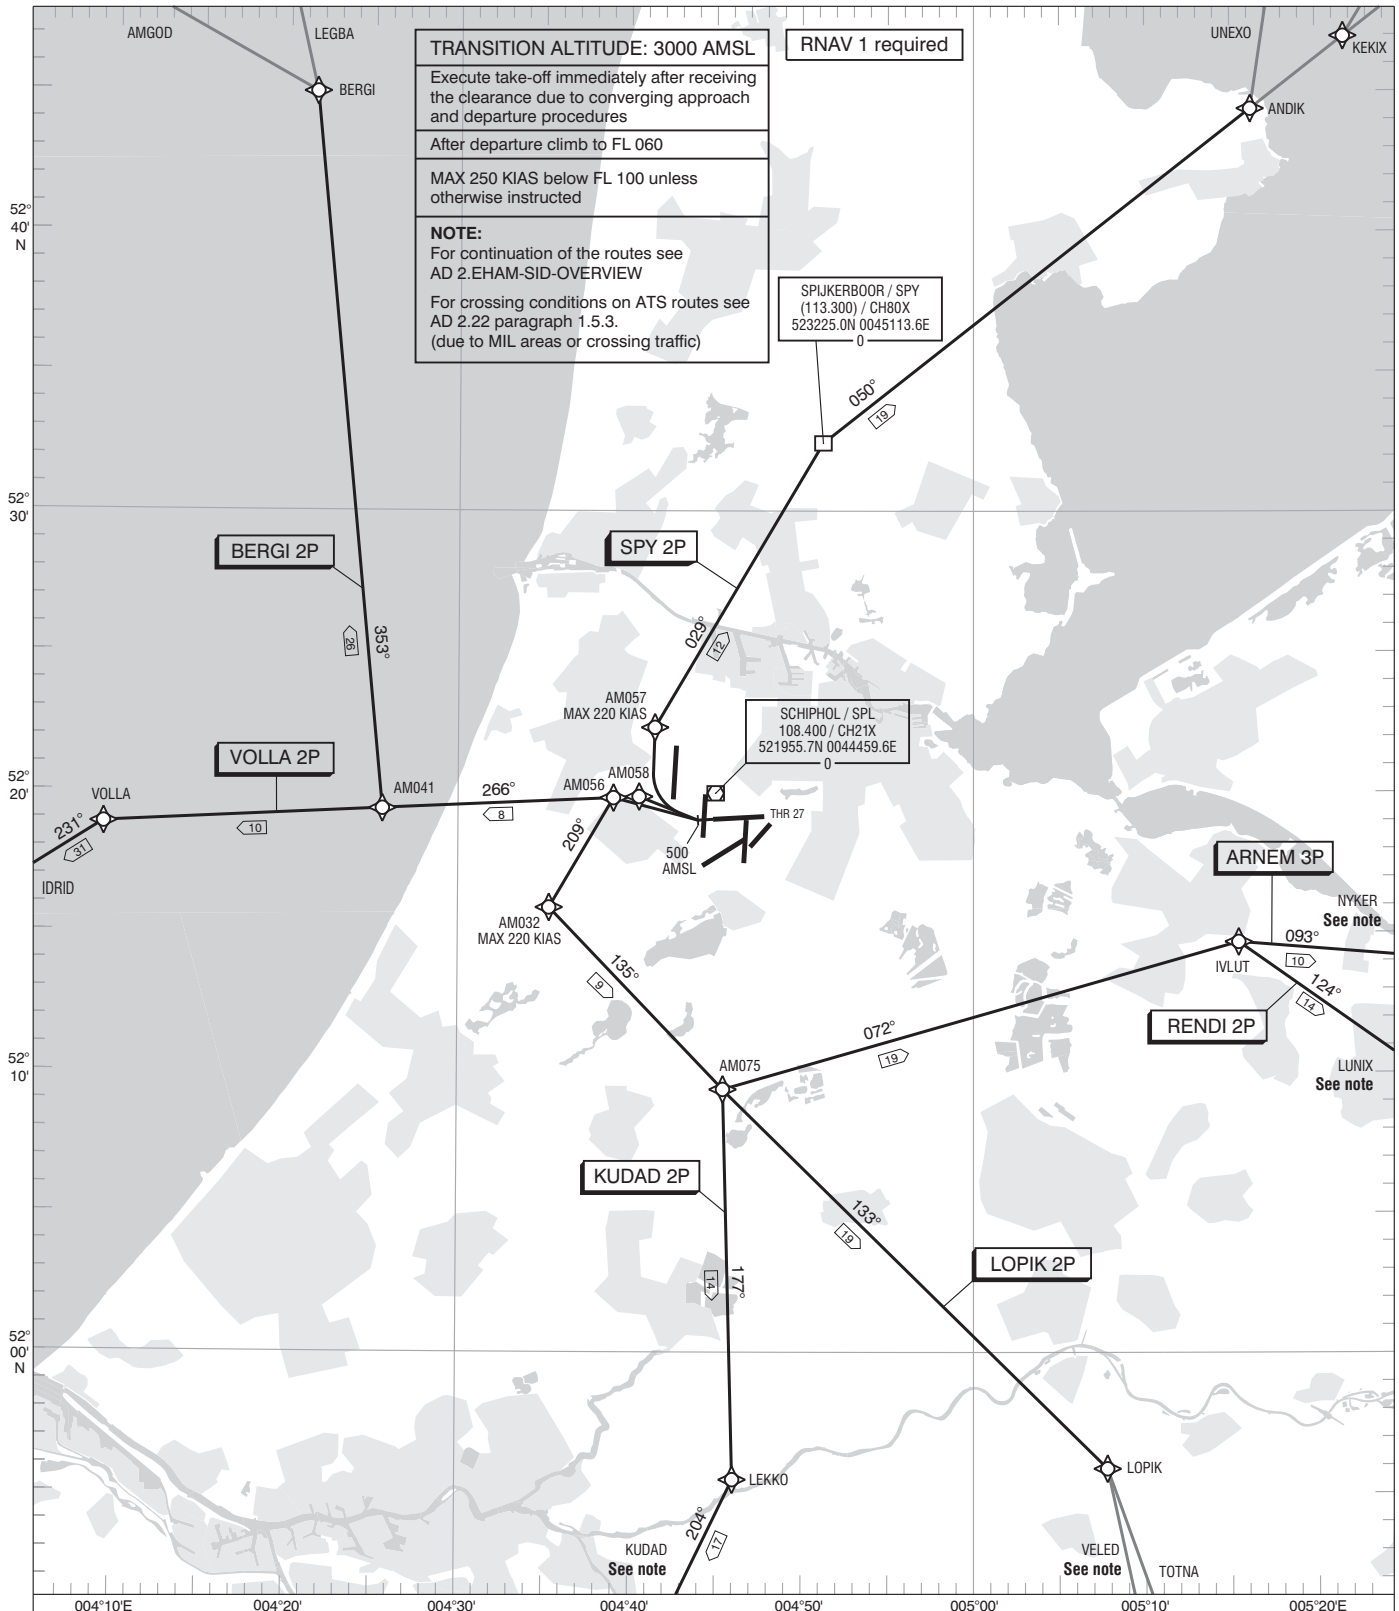 AMGOD
LEGBA
BERGI
TRANSITION ALTITUDE: 3000 AMSL
Execute take-off immediately after receiving
the clearance due to converging approach
and departure procedures
After departure climb to FL 060
MAX 250 KIAS below FL 100 unless
otherwise instructed
NOTE:
For continuation of the routes see
AD 2.EHAM-SID-OVERVIEW
For crossing conditions on ATS routes see
AD 2.22 paragraph 1.5.3.
(due to MIL areas or crossing traffic)
RNAV 1 required
UNEXO
KEKIX
ANDIK
52°
40'
N
SPIJKERBOOR / SPY
(113.300) / CH80X
523225.0N 0045113.6E
0
050°
19
52°
30'
BERGI 2P
SPY 2P
353°
26
029°
12
AM057
MAX 220 KIAS
SCHIPHOL / SPL
108.400 / CH21X
521955.7N 0044459.6E
0
VOLLA 2P
52°
20'
VOLLA
AM041
266°
8
AM056
AM058
THR 27
231°
31
10
209°
500
AMSL
IDRID
ARNEM 3P
NYKER
See note
AM032
MAX 220 KIAS
093°
10
IVLUT
135°
9
124°
14
RENDI 2P
072°
19
52°
10'
AM075
LUNIX
See note
KUDAD 2P
133°
19
LOPIK 2P
177°
14
52°
00'
N
LOPIK
LEKKO
204°
17
KUDAD
See note
VELED
See note
TOTNA
004°10'E
004°20'
004°30'
004°40'
004°50'
005°00'
005°10'
005°20'E